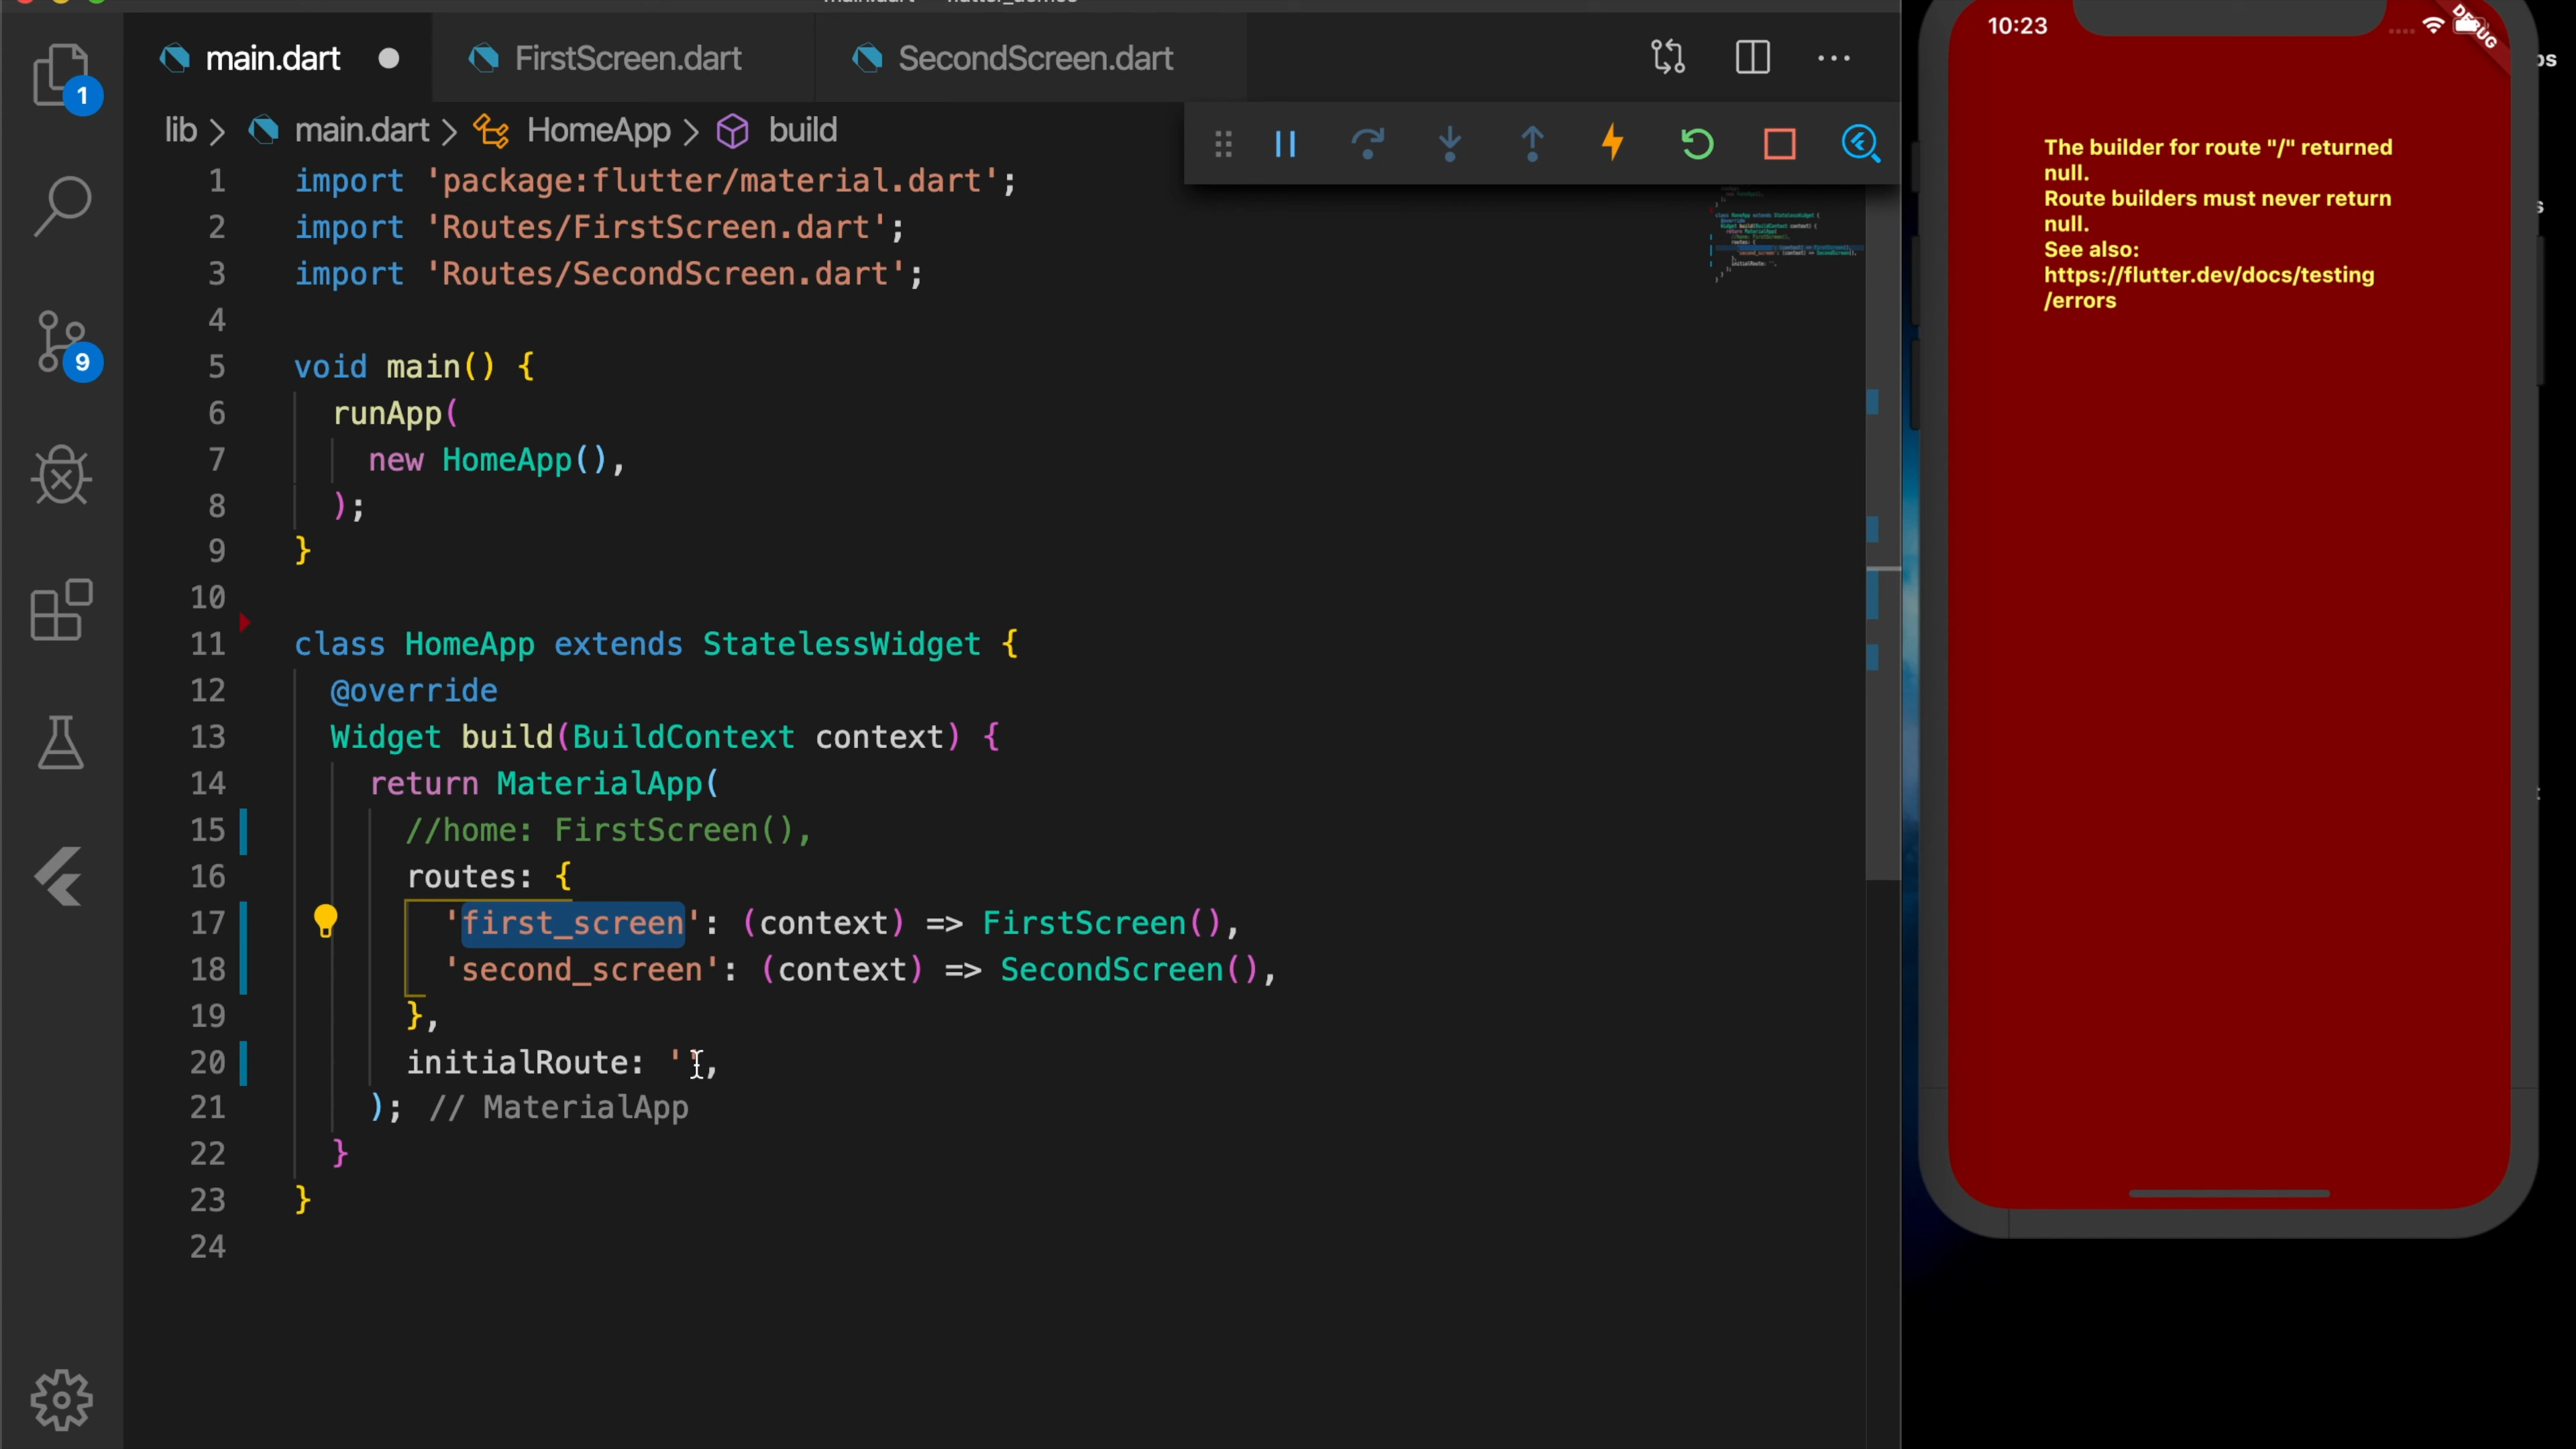 main.dart
FirstScreen.dart
SecondScreen.dart
lib > main.dart > HomeApp > build
1
9
1 import 'package:flutter/material.dart';
2 import 'Routes/FirstScreen.dart';
3 import 'Routes/SecondScreen.dart';
4
5 void main() {
6 runApp(
7 new HomeApp(),
8 );
9 }
10
11 class HomeApp extends StatelessWidget {
12 @override
13 Widget build(BuildContext context) {
14 return MaterialApp(
15 //home: FirstScreen(),
16 routes: {
17 'first_screen': (context) => FirstScreen(),
18 'second_screen': (context) => SecondScreen(),
19 },
20 initialRoute: '',
21 ); // MaterialApp
22 }
23 }
24
10:23
DEBUG
The builder for route "/" returned
null.
Route builders must never return
null.
See also:
https://flutter.dev/docs/testing
/errors